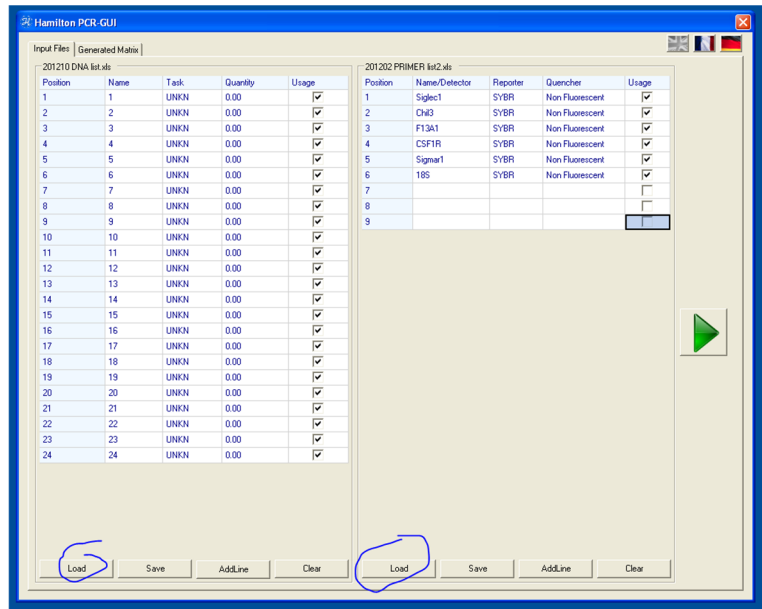 Hamilton PCR-GUI
Input Files Generated Matrix
201210 DNA list.xls
Position Name Task Quantity Usage
1 1 UNKN 0.00
2 2 UNKN 0.00
3 3 UNKN 0.00
4 4 UNKN 0.00
5 5 UNKN 0.00
6 6 UNKN 0.00
7 7 UNKN 0.00
8 8 UNKN 0.00
9 9 UNKN 0.00
10 10 UNKN 0.00
11 11 UNKN 0.00
12 12 UNKN 0.00
13 13 UNKN 0.00
14 14 UNKN 0.00
15 15 UNKN 0.00
16 16 UNKN 0.00
17 17 UNKN 0.00
18 18 UNKN 0.00
19 19 UNKN 0.00
20 20 UNKN 0.00
21 21 UNKN 0.00
22 22 UNKN 0.00
23 23 UNKN 0.00
24 24 UNKN 0.00
Load Save AddLine Clear
201202 PRIMER list2.xls
Position Name/Detector Reporter Quencher Usage
1 Siglec1 SYBR Non Fluorescent
2 Chil3 SYBR Non Fluorescent
3 F13A1 SYBR Non Fluorescent
4 CSF1R SYBR Non Fluorescent
5 Sigmar1 SYBR Non Fluorescent
6 18S SYBR Non Fluorescent
7
8
9
Load Save AddLine Clear